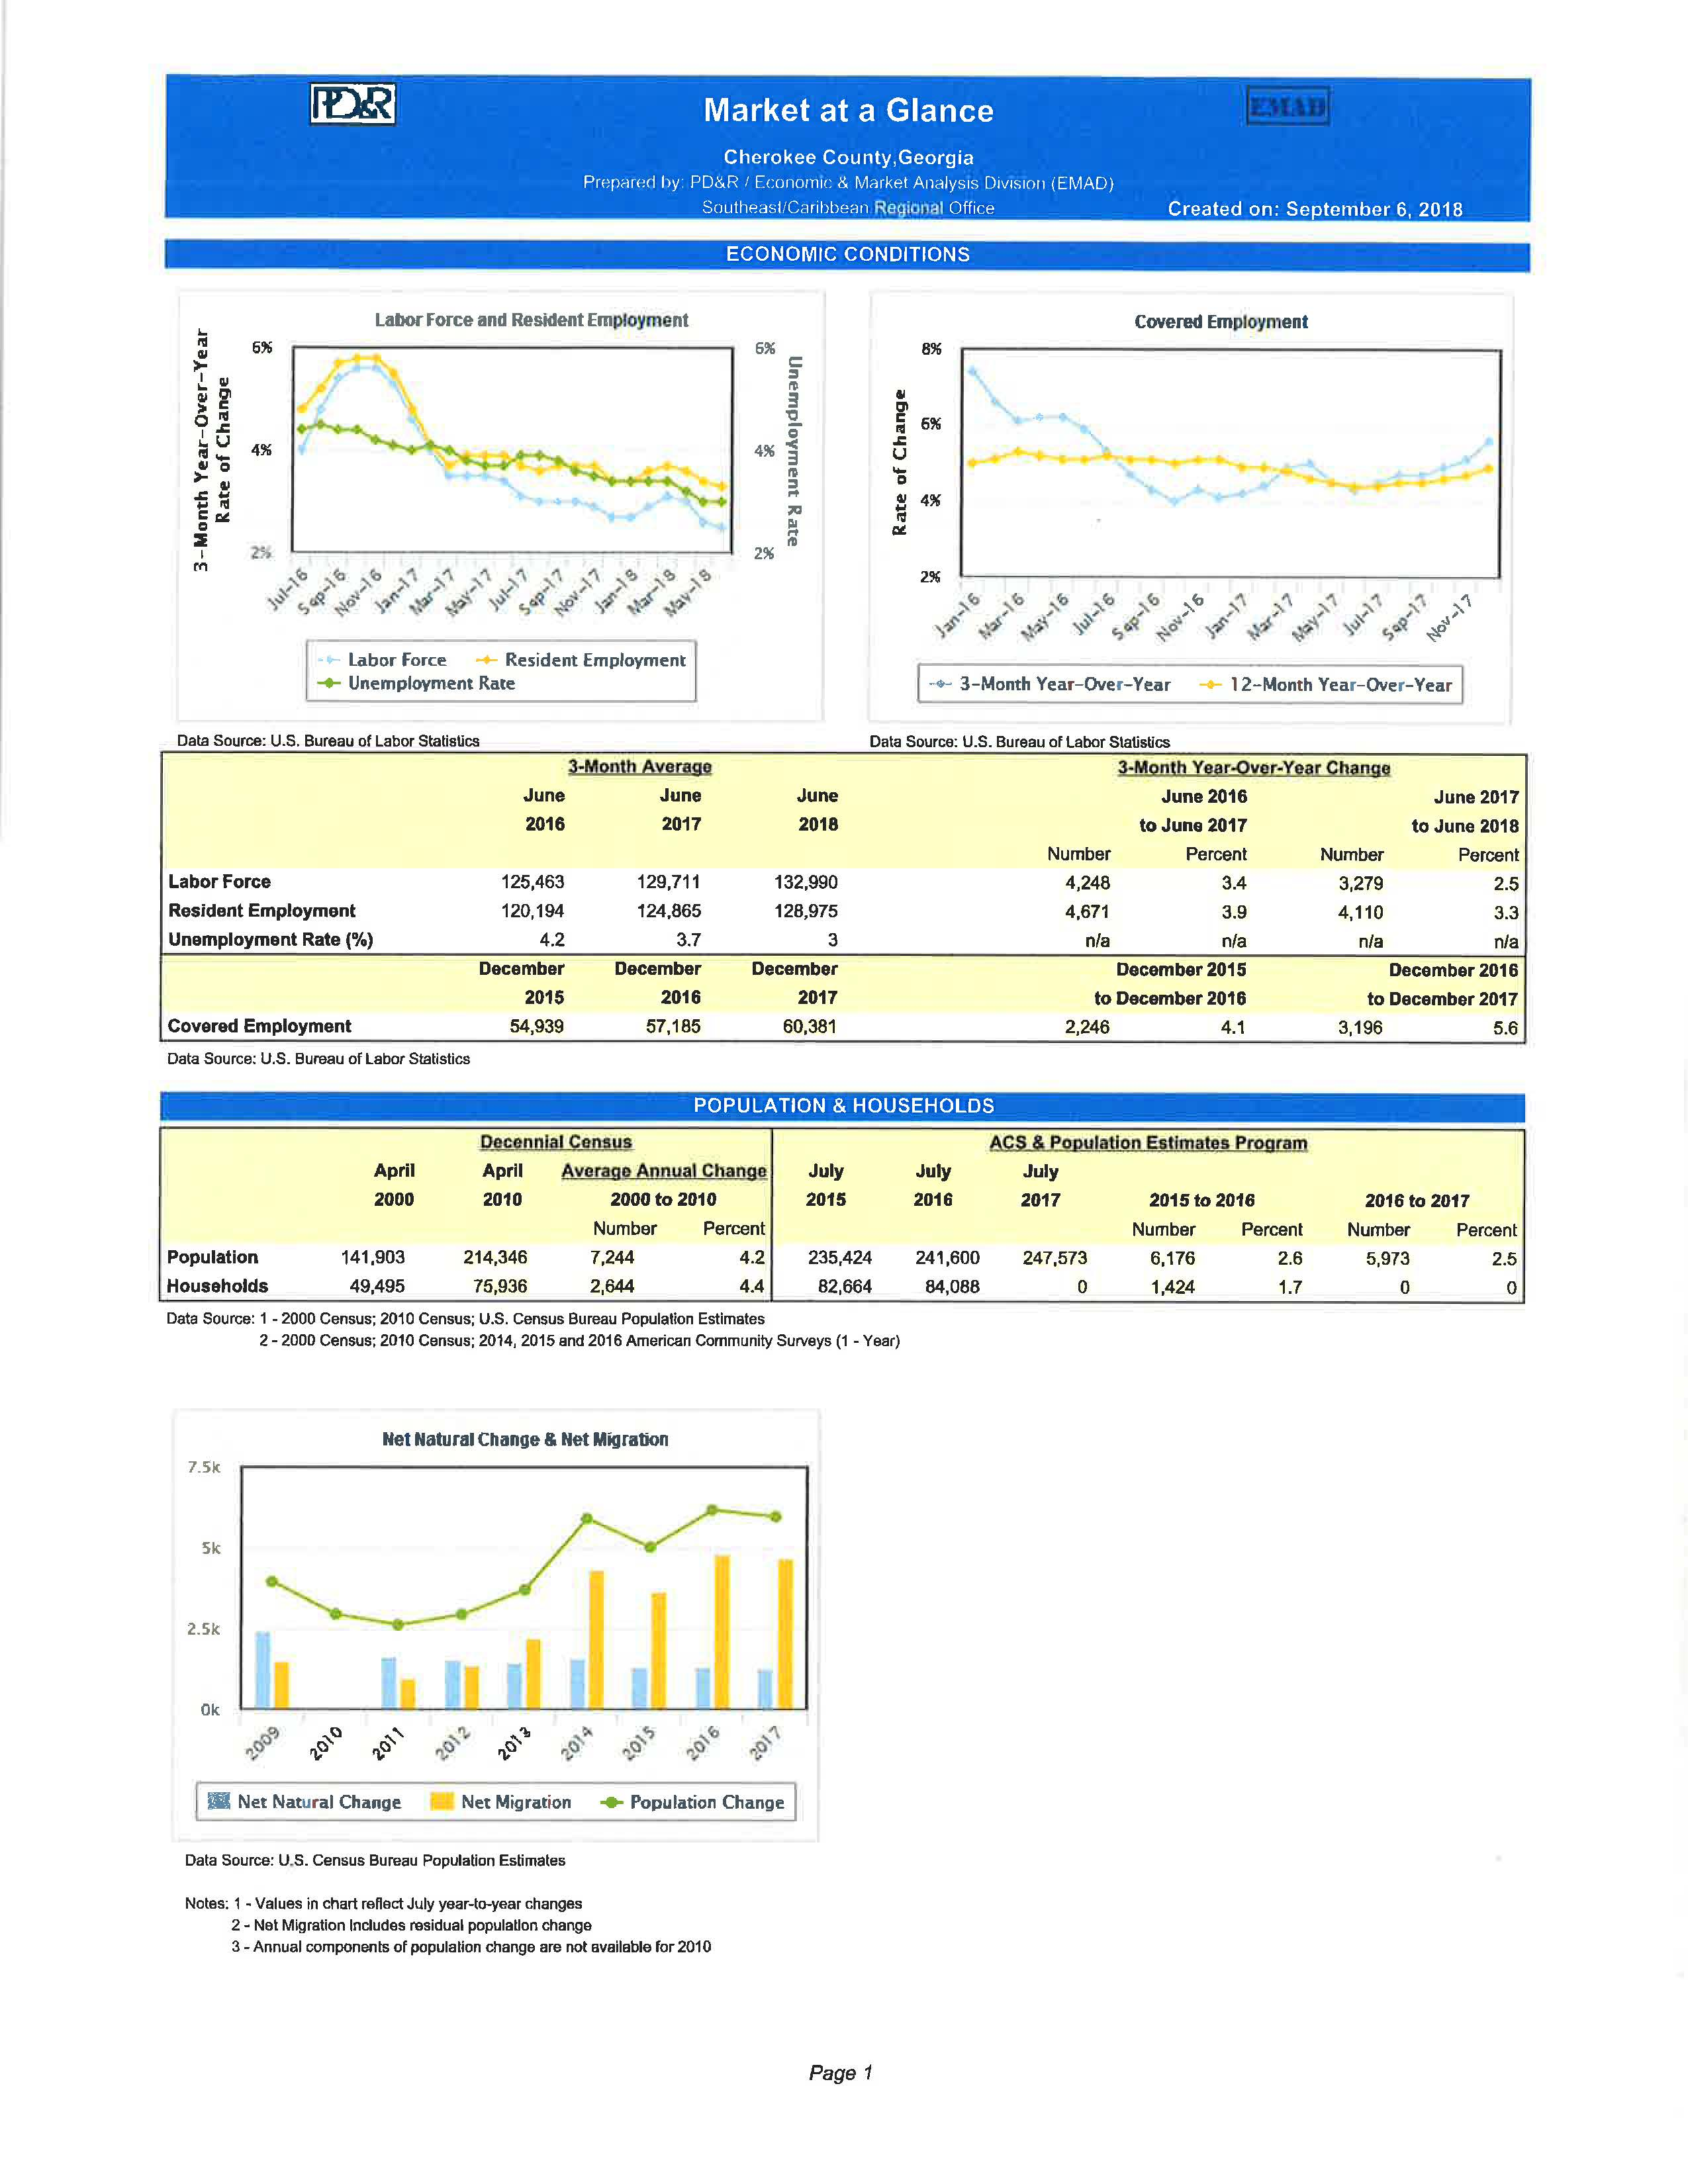 PD&R
Market at a Glance
EMAD
Cherokee County,Georgia
Prepared by: PD&R / Economic & Market Analysis Division (EMAD)
Southeast/Caribbean Regional Office
Created on: September 6, 2018
ECONOMIC CONDITIONS
Labor Force and Resident Employment
3-Month Year-Over-Year
Rate of Change
6%
4%
2%
6%
4%
2%
Unemployment Rate
Jul-16
Sep-16
Nov-16
Jan-17
Mar-17
May-17
Jul-17
Sep-17
Nov-17
Jan-18
Mar-18
May-18
Labor Force Resident Employment
Unemployment Rate
Covered Employment
Rate of Change
8%
6%
4%
2%
Jan-16
Mar-16
May-16
Jul-16
Sep-16
Nov-16
Jan-17
Mar-17
May-17
Jul-17
Sep-17
Nov-17
3-Month Year-Over-Year 12-Month Year-Over-Year
Data Source: U.S. Bureau of Labor Statistics
Data Source: U.S. Bureau of Labor Statistics
3-Month Average 3-Month Year-Over-Year Change
June June June June 2016 June 2017
2016 2017 2018 to June 2017 to June 2018
Number Percent Number Percent
Labor Force 125,463 129,711 132,990 4,248 3.4 3,279 2.5
Resident Employment 120,194 124,865 128,975 4,671 3.9 4,110 3.3
Unemployment Rate (%) 4.2 3.7 3 n/a n/a n/a n/a
December December December December 2015 December 2016
2015 2016 2017 to December 2016 to December 2017
Covered Employment 54,939 57,185 60,381 2,246 4.1 3,196 5.6
Data Source: U.S. Bureau of Labor Statistics
POPULATION & HOUSEHOLDS
Decennial Census ACS & Population Estimates Program
April April Average Annual Change July July July
2000 2010 2000 to 2010 2015 2016 2017 2015 to 2016 2016 to 2017
Number Percent Number Percent Number Percent
Population 141,903 214,346 7,244 4.2 235,424 241,600 247,573 6,176 2.6 5,973 2.5
Households 49,495 75,936 2,644 4.4 82,664 84,088 0 1,424 1.7 0 0
Data Source: 1 - 2000 Census; 2010 Census; U.S. Census Bureau Population Estimates
2 - 2000 Census; 2010 Census; 2014, 2015 and 2016 American Community Surveys (1 - Year)
Net Natural Change & Net Migration
7.5k
5k
2.5k
0k
2009
2010
2011
2012
2013
2014
2015
2016
2017
Net Natural Change Net Migration Population Change
Data Source: U.S. Census Bureau Population Estimates
Notes: 1 - Values in chart reflect July year-to-year changes
2 - Net Migration Includes residual population change
3 - Annual components of population change are not available for 2010
Page 1